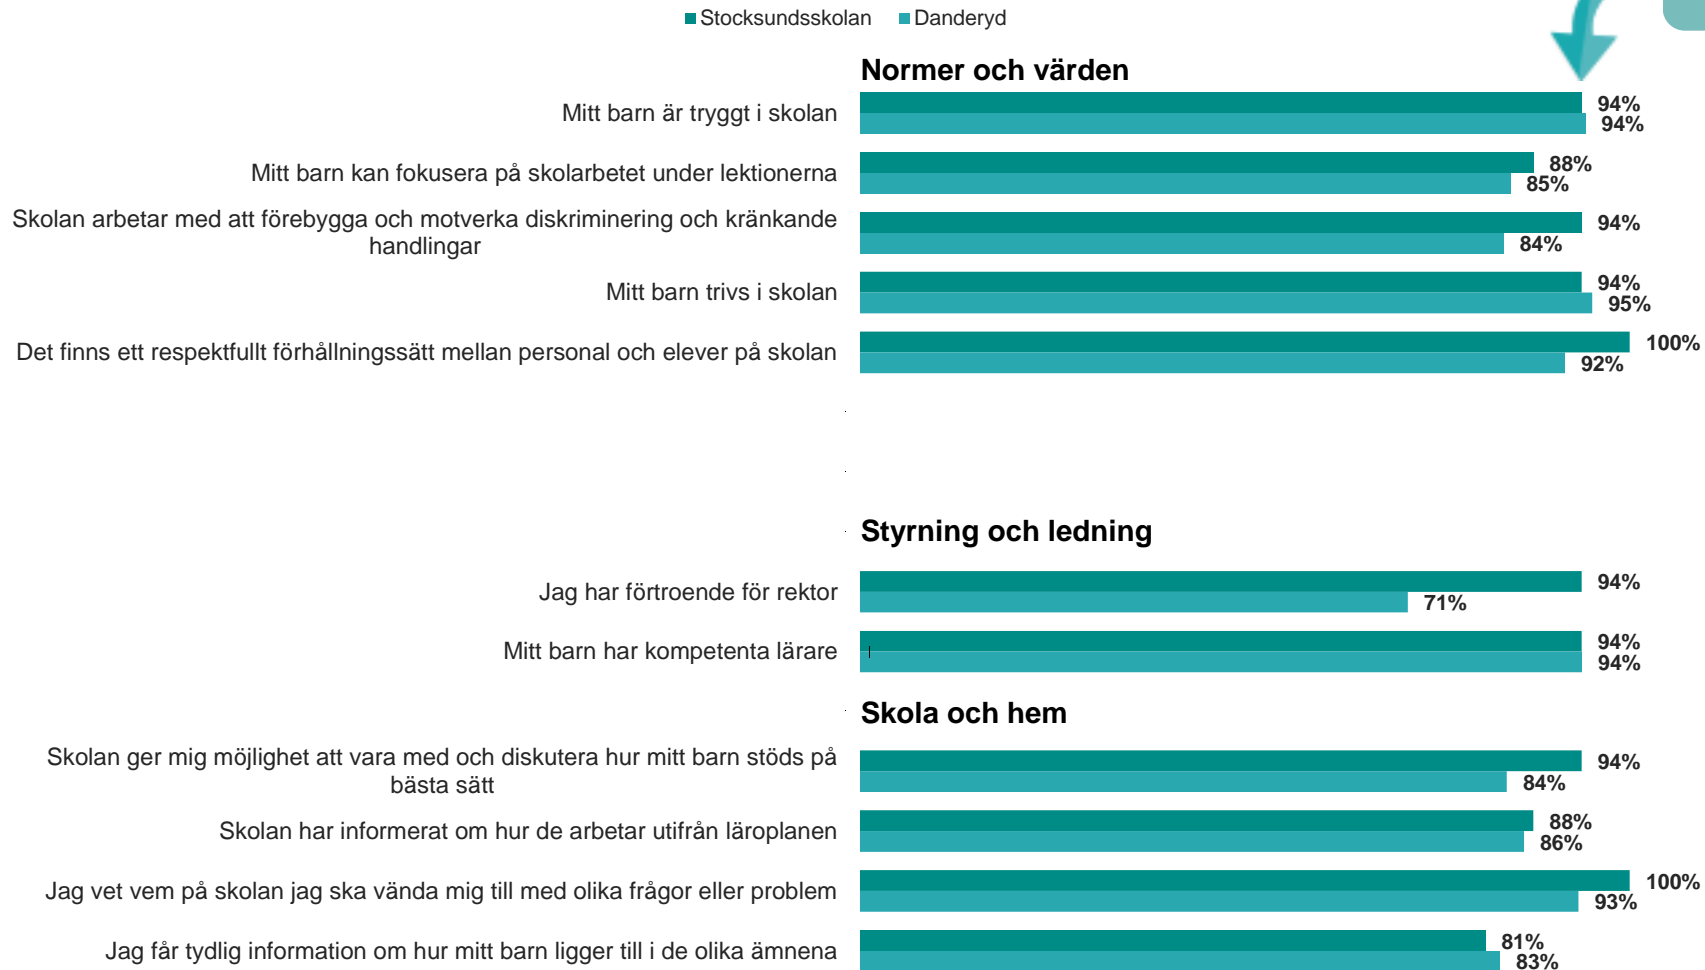 Stocksundsskolan Danderyd
Normer och värden
Mitt barn är tryggt i skolan
94%
94%
Mitt barn kan fokusera på skolarbetet under lektionerna
88%
85%
Skolan arbetar med att förebygga och motverka diskriminering och kränkande
handlingar
94%
84%
Mitt barn trivs i skolan
94%
95%
Det finns ett respektfullt förhållningssätt mellan personal och elever på skolan
100%
92%
Styrning och ledning
Jag har förtroende för rektor
94%
71%
Mitt barn har kompetenta lärare
94%
94%
Skola och hem
Skolan ger mig möjlighet att vara med och diskutera hur mitt barn stöds på
bästa sätt
94%
84%
Skolan har informerat om hur de arbetar utifrån läroplanen
88%
86%
Jag vet vem på skolan jag ska vända mig till med olika frågor eller problem
100%
93%
Jag får tydlig information om hur mitt barn ligger till i de olika ämnena
81%
83%